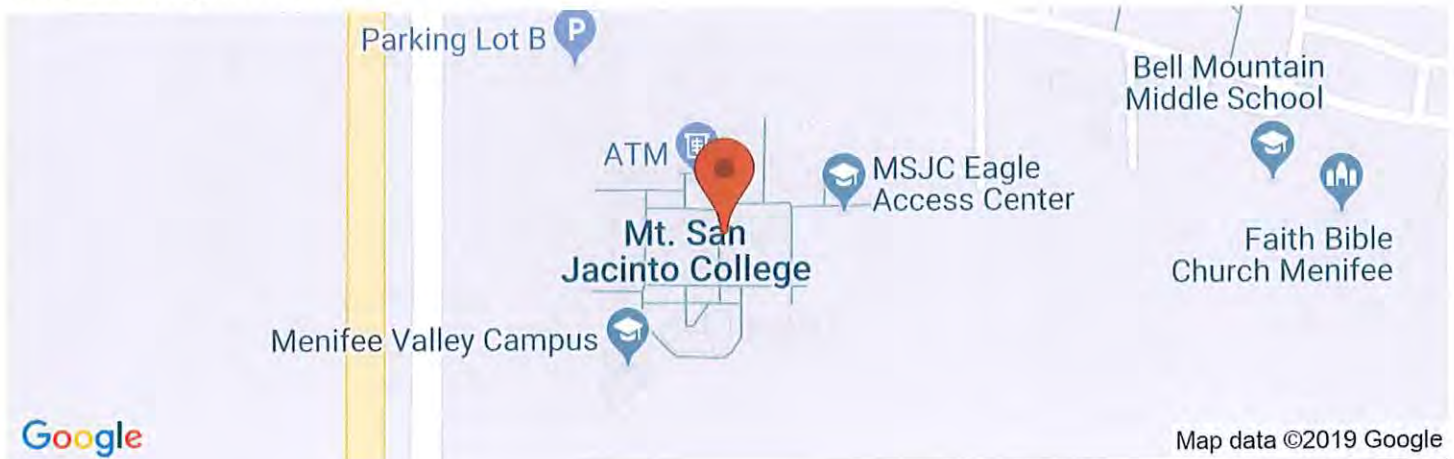 Parking Lot B
P
Bell Mountain
Middle School
ATM
MSJC Eagle
Access Center
Mt. San
Jacinto College
Faith Bible
Church Menifee
Menifee Valley Campus
Google
Map data ©2019 Google